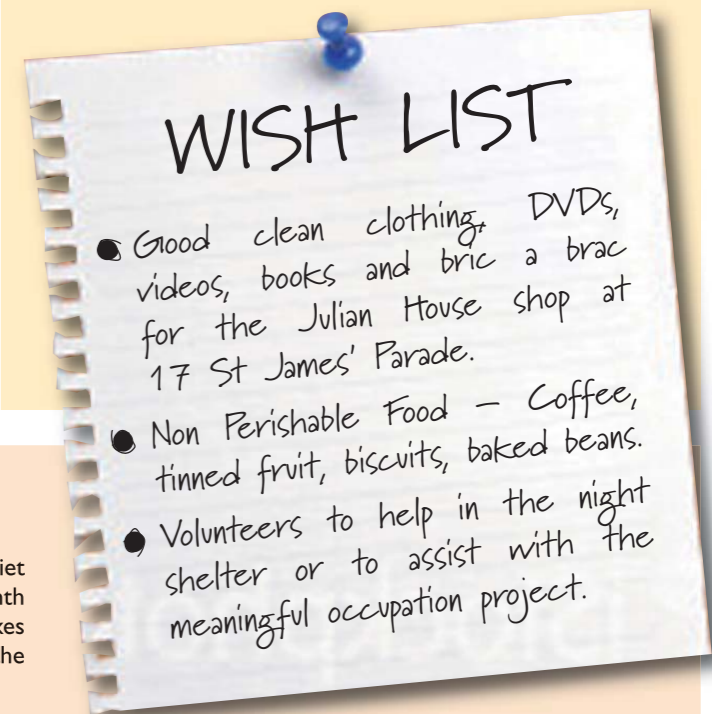 WISH LIST
● Good clean clothing, DVDs,
videos, books and bric a brac
for the Julian House shop at
17 St James' Parade.
● Non Perishable Food – Coffee,
tinned fruit, biscuits, baked beans.
● Volunteers to help in the night
shelter or to assist with the
meaningful occupation project.